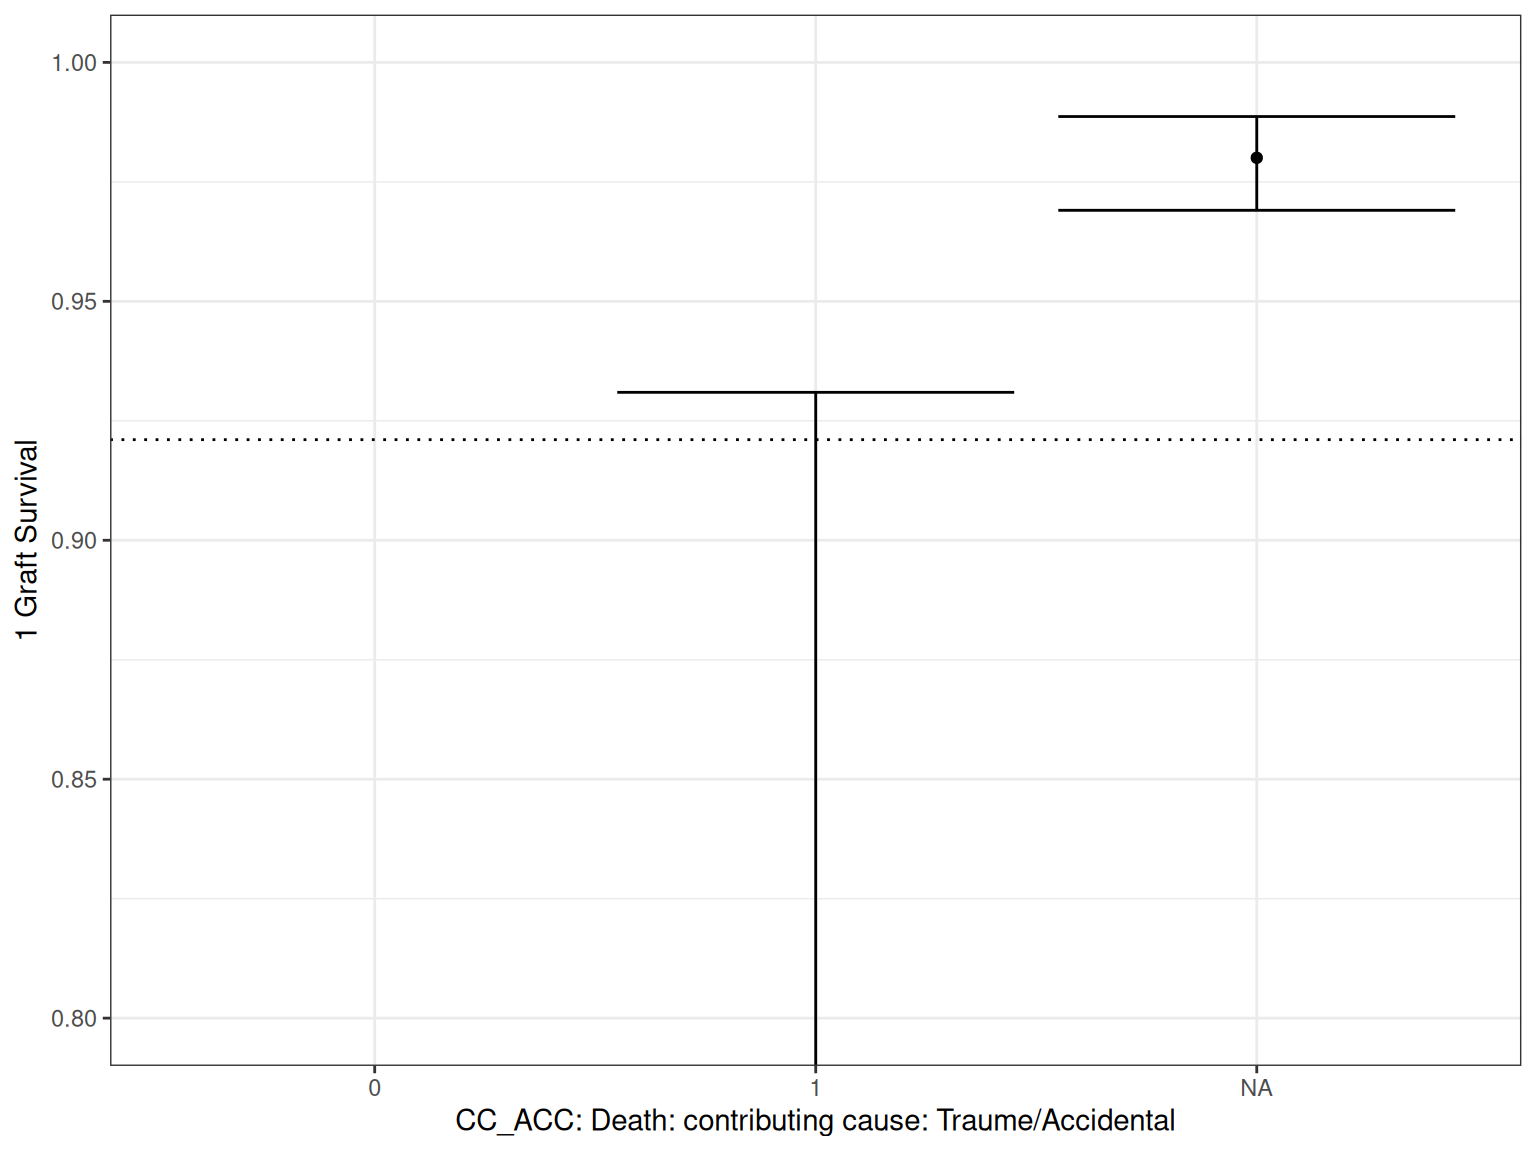 1.00
0.95
0.90
0.85
0.80
1 Graft Survival
0 1 NA
CC_ACC: Death: contributing cause: Traume/Accidental